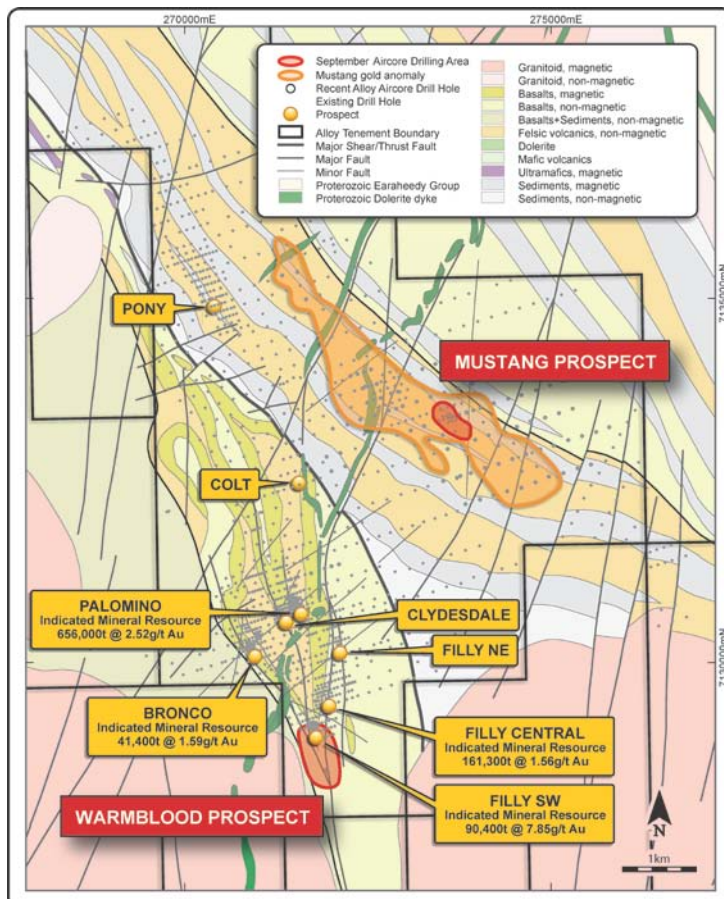 270000mE
275000mE
September Aircore Drilling Area
Mustang gold anomaly
Recent Alloy Aircore Drill Hole
Existing Drill Hole
Prospect
Alloy Tenement Boundary
Major Shear/Thrust Fault
Major Fault
Minor Fault
Proterozoic Earaheedy Group
Proterozoic Dolerite dyke
Granitoid, magnetic
Granitoid, non-magnetic
Basalts, magnetic
Basalts, non-magnetic
Basalts+Sediments, non-magnetic
Felsic volcanics, non-magnetic
Dolerite
Mafic volcanics
Ultramafics, magnetic
Sediments, magnetic
Sediments, non-magnetic
7125000mN
PONY
MUSTANG PROSPECT
COLT
PALOMINO
Indicated Mineral Resource
656,000t @ 2.52g/t Au
CLYDESDALE
FILLY NE
7120000mN
BRONCO
Indicated Mineral Resource
41,400t @ 1.59g/t Au
FILLY CENTRAL
Indicated Mineral Resource
161,300t @ 1.56g/t Au
WARMBLOOD PROSPECT
FILLY SW
Indicated Mineral Resource
90,400t @ 7.85g/t Au
N
1km